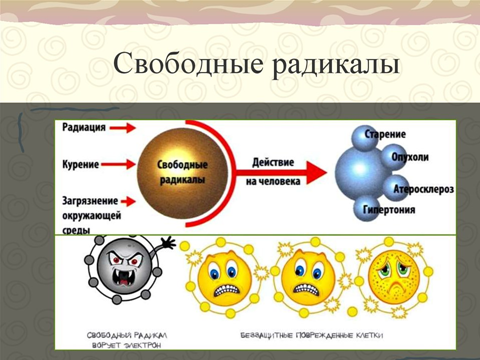 Свободные радикалы
Радиация
Курение
Загрязнение
окружающей
среды
Свободные
радикалы
Действие
на человека
Старение
Опухоли
Атеросклероз
Гипертония
СВОБОДНЫЙ РАДИКАЛ
ВОРУЕТ ЭЛЕКТРОН
БЕЗЗАЩИТНЫЕ ПОВРЕЖДЕННЫЕ КЛЕТКИ